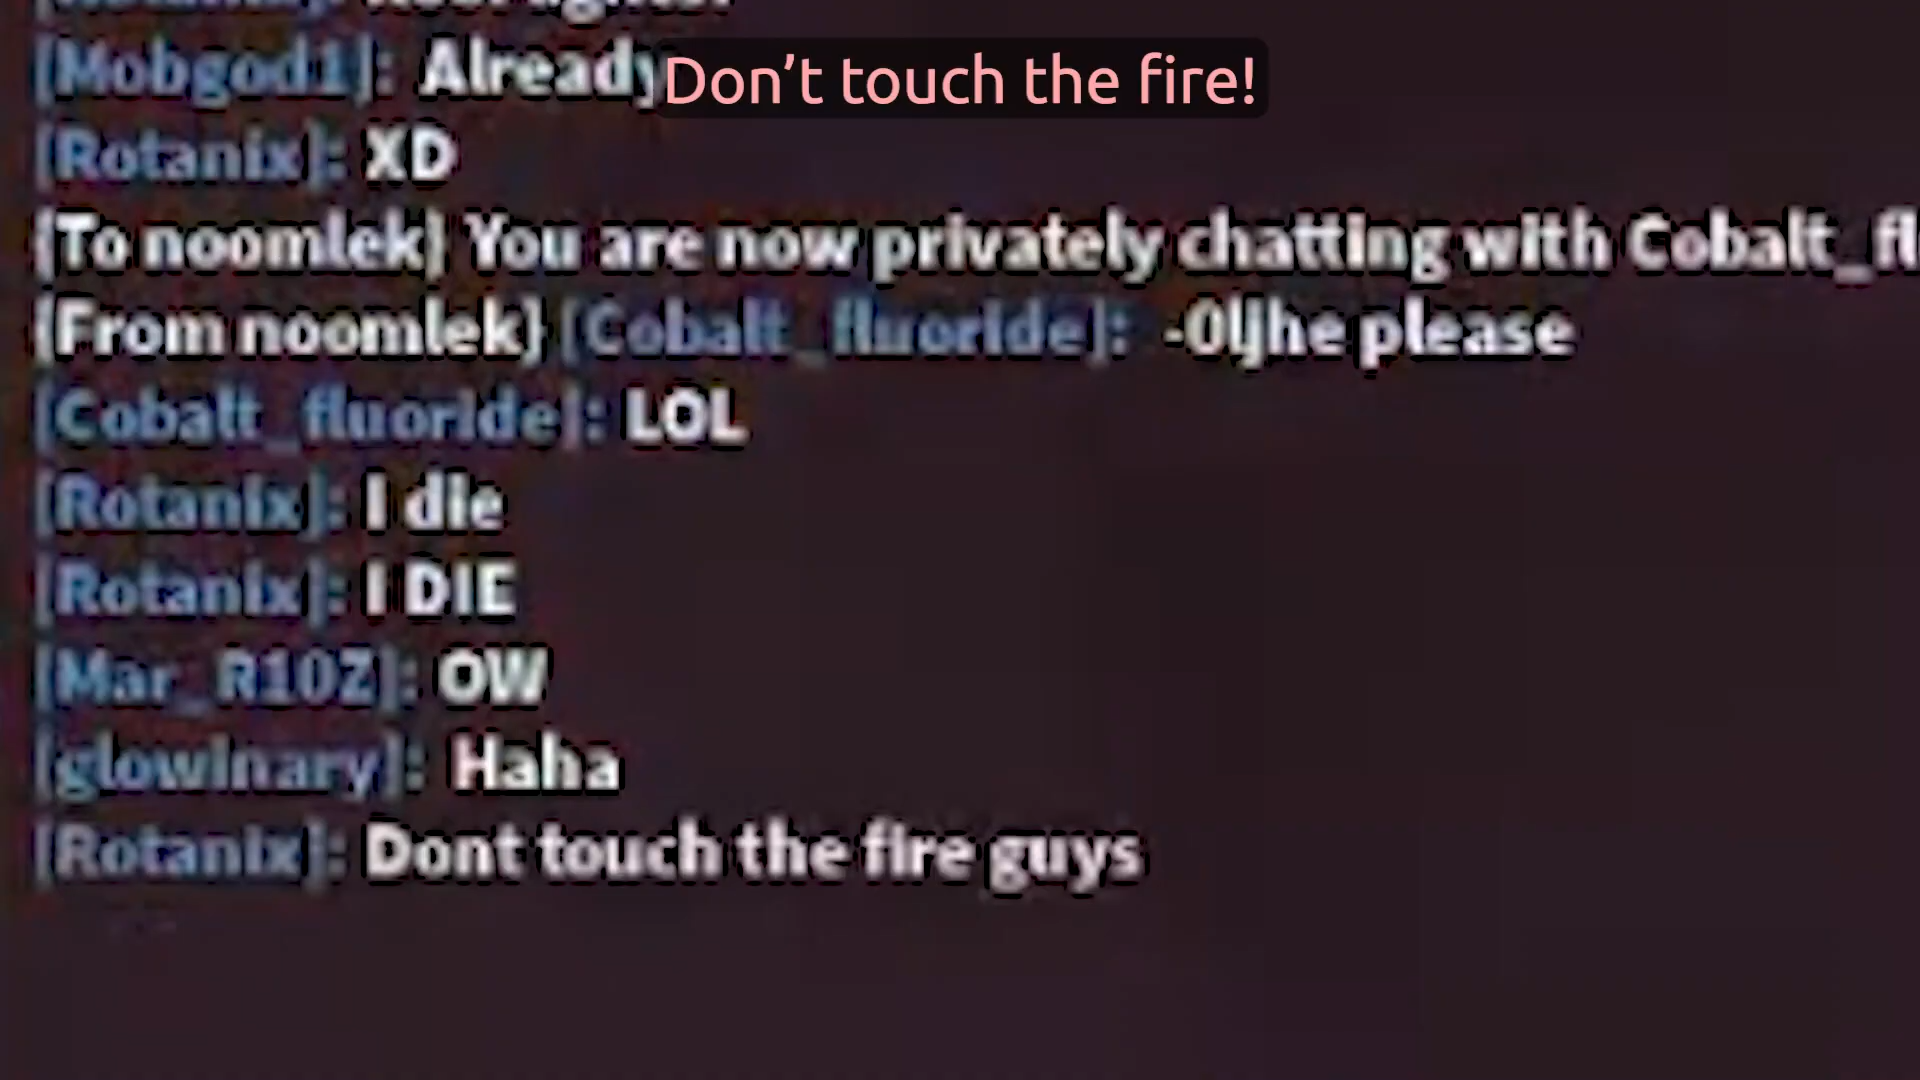 [Mobgod1]: Already
Don’t touch the fire!
[Rotanix]: XD
{To noomlek} You are now privately chatting with Cobalt_fl
{From noomlek} [Cobalt_fluoride]: -0ljhe please
[Cobalt_fluoride]: LOL
[Rotanix]: I die
[Rotanix]: I DIE
[Mar_R10Z]: OW
[glowinary]: Haha
[Rotanix]: Dont touch the fire guys